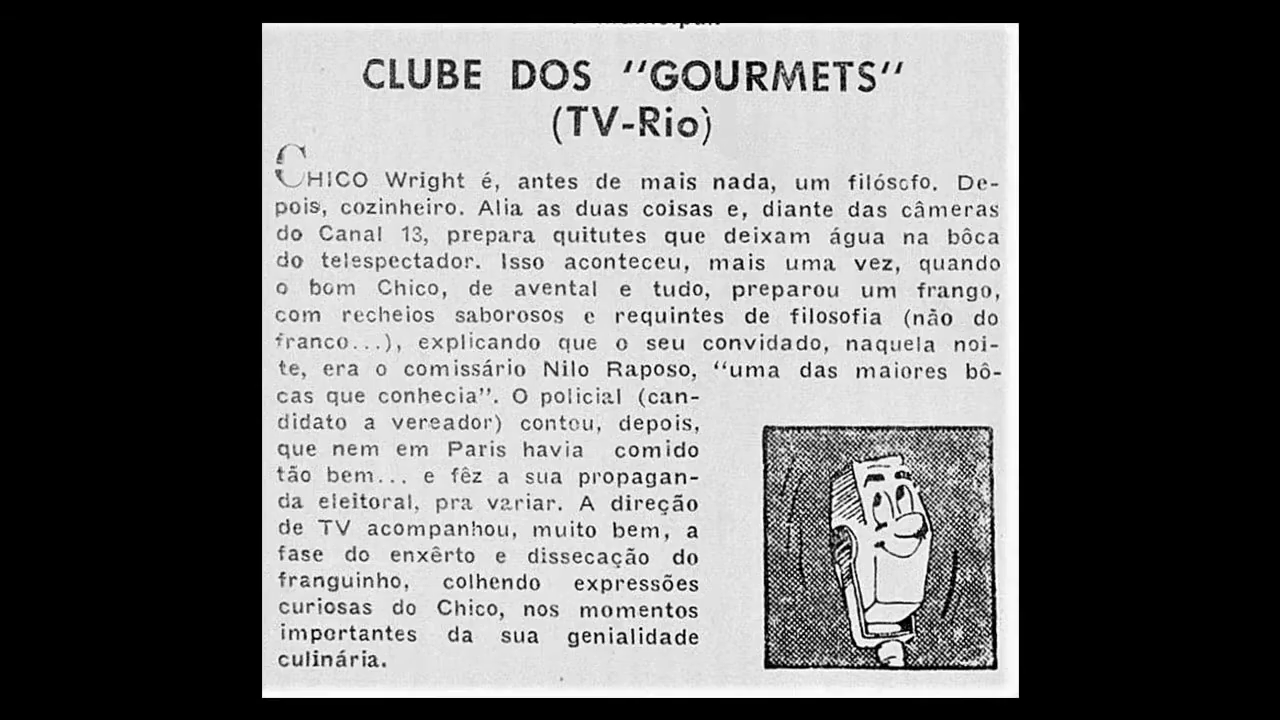 CLUBE DOS "GOURMETS"
(TV-Rio)
CHICO Wright é, antes de mais nada, um filósofo. De-
pois, cozinheiro. Alia as duas coisas e, diante das câmeras
do Canal 13, prepara quitutes que deixam água na bôca
do telespectador. Isso aconteceu, mais uma vez, quando
o bom Chico, de avental e tudo, preparou um frango,
com recheios saborosos e requintes de filosofia (não do
franco...), explicando que o seu convidado, naquela noi-
te, era o comissário Nilo Raposo, "uma das maiores bô-
cas que conhecia". O policial (can-
didato a vereador) contou, depois,
que nem em Paris havia comido
tão bem... e fêz a sua propagan-
da eleitoral, pra variar. A direção
de TV acompanhou, muito bem, a
fase do enxêrto e dissecação do
franguinho, colhendo expressões
curiosas do Chico, nos momentos
importantes da sua genialidade
culinária.